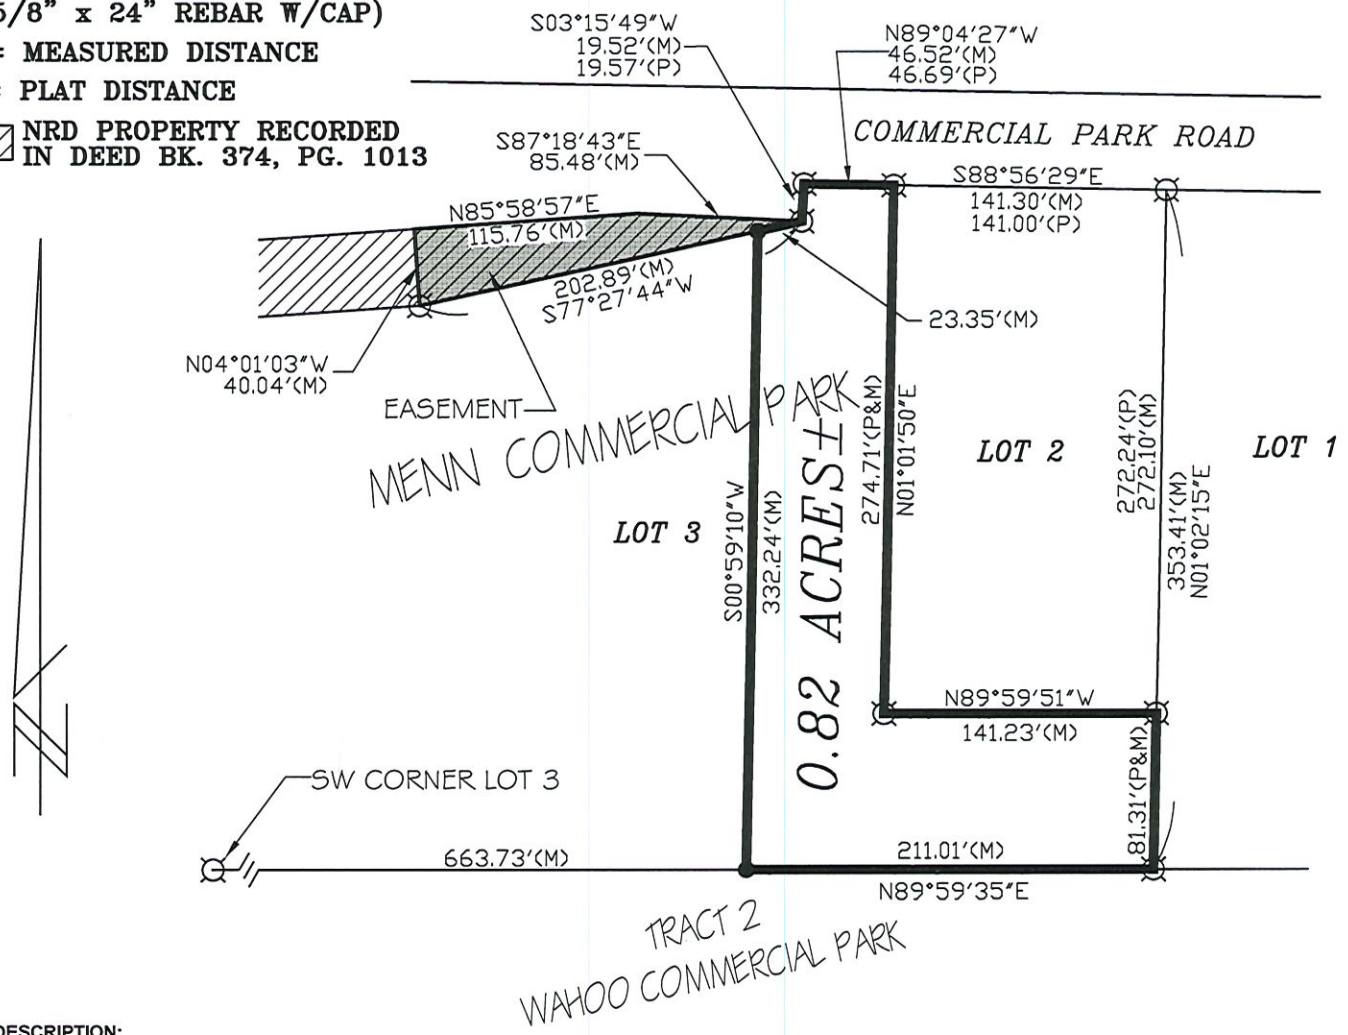 5/8" x 24" REBAR W/CAP)
= MEASURED DISTANCE
= PLAT DISTANCE
NRD PROPERTY RECORDED
IN DEED BK. 374, PG. 1013
S03°15'49"W
19.52'(M)
19.57'(P)
N89°04'27"W
46.52'(M)
46.69'(P)
COMMERCIAL PARK ROAD
S87°18'43"E
85.48'(M)
S88°56'29"E
141.30'(M)
141.00'(P)
N85°58'57"E
115.76'(M)
202.89'(M)
S77°27'44"W
23.35'(M)
N04°01'03"W
40.04'(M)
EASEMENT
MENN COMMERCIAL PARK
LOT 3
S00°59'10"W
332.24'(M)
0.82 ACRES±
274.71'(P&M)
N01°01'50"E
LOT 2
272.24'(P)
272.10'(M)
353.41'(M)
N01°02'15"E
LOT 1
N89°59'51"W
141.23'(M)
81.31'(P&M)
SW CORNER LOT 3
663.73'(M)
211.01'(M)
N89°59'35"E
TRACT 2
WAHOO COMMERCIAL PARK
N
DESCRIPTION: